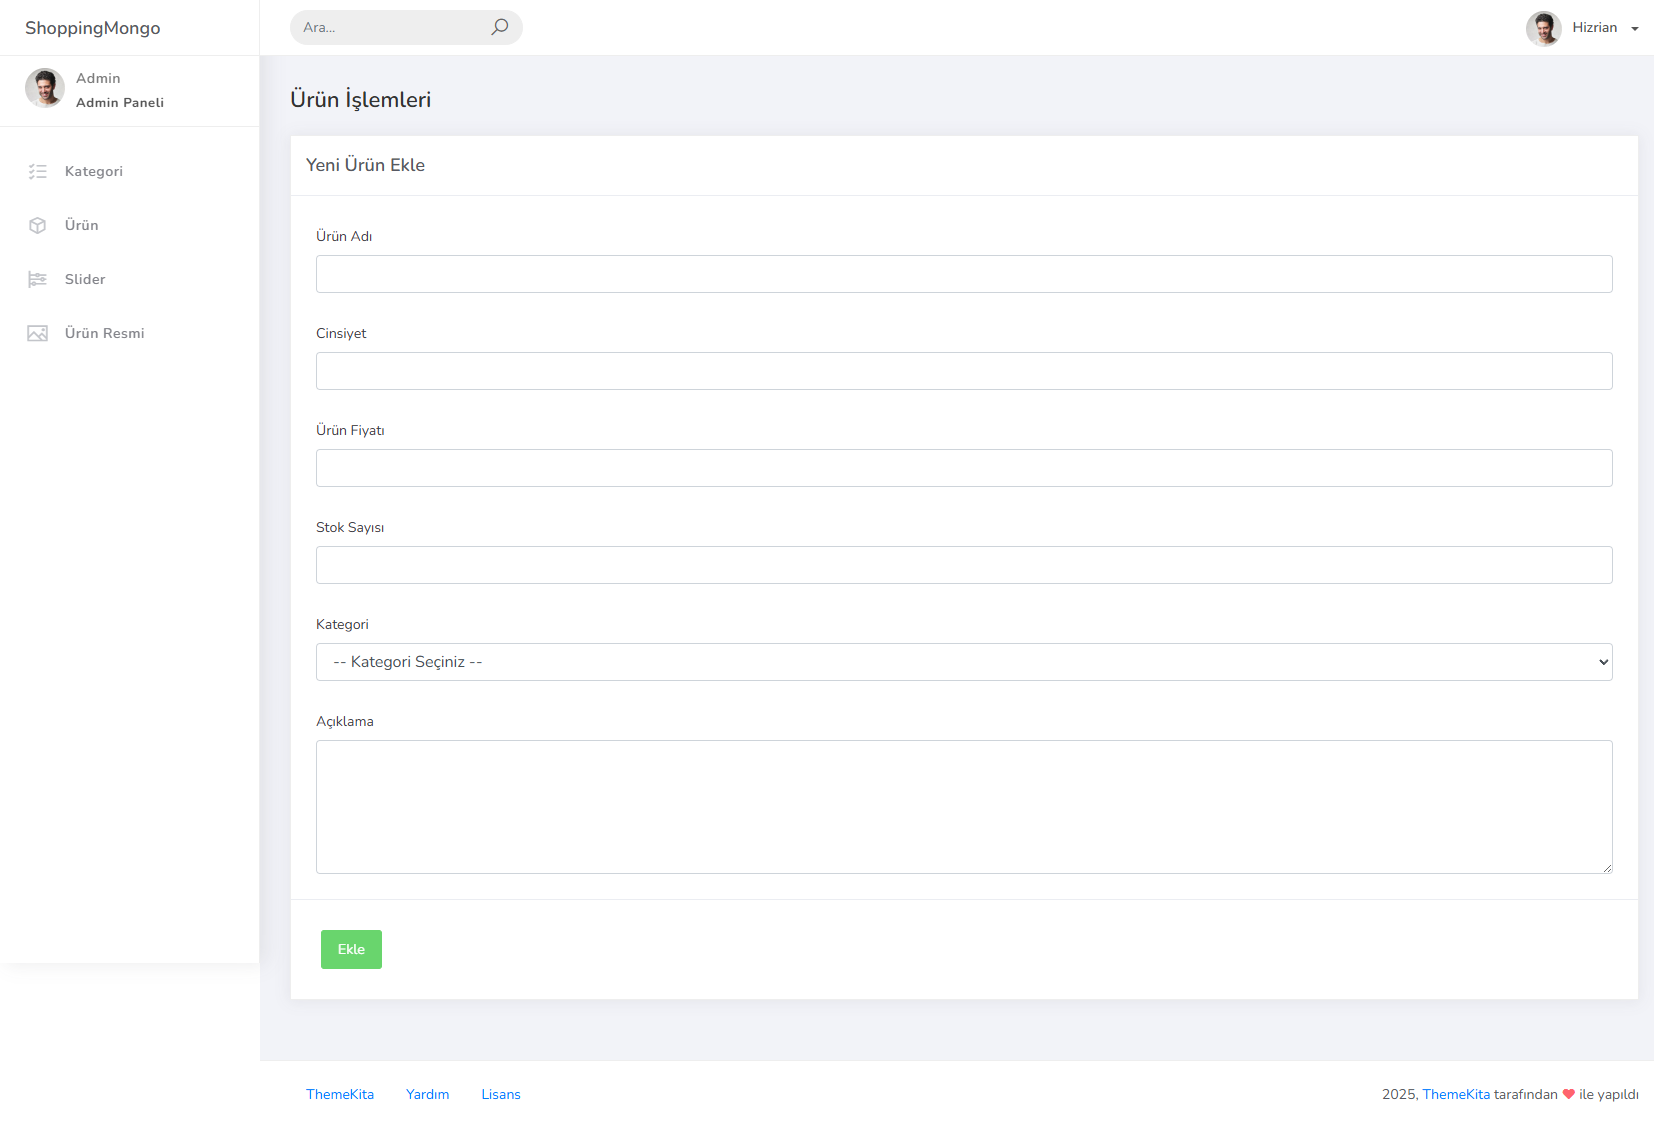 ShoppingMongo
Ara...
Hizrian
Admin
Admin Paneli
Kategori
Ürün
Slider
Ürün Resmi
Ürün İşlemleri
Yeni Ürün Ekle
Ürün Adı
Cinsiyet
Ürün Fiyatı
Stok Sayısı
Kategori
-- Kategori Seçiniz --
Açıklama
Ekle
ThemeKita Yardım Lisans
2025, ThemeKita tarafından ❤ ile yapıldı